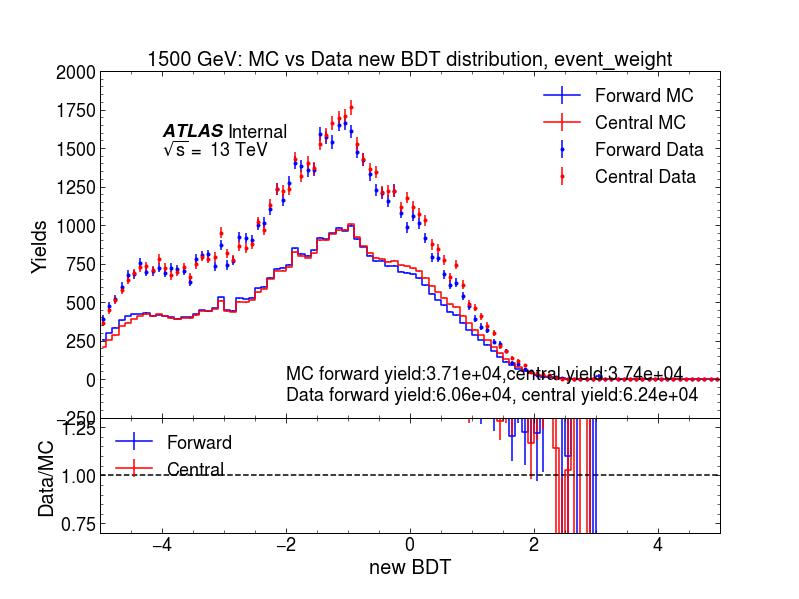 1500 GeV: MC vs Data new BDT distribution, event_weight
2000
1750
1500
1250
1000
750
500
250
0
−250
Yields
ATLAS Internal
√s = 13 TeV
Forward MC
Central MC
Forward Data
Central Data
MC forward yield:3.71e+04,central yield:3.74e+04
Data forward yield:6.06e+04, central yield:6.24e+04
1.25
1.00
0.75
Data/MC
Forward
Central
−4 −2 0 2 4
new BDT